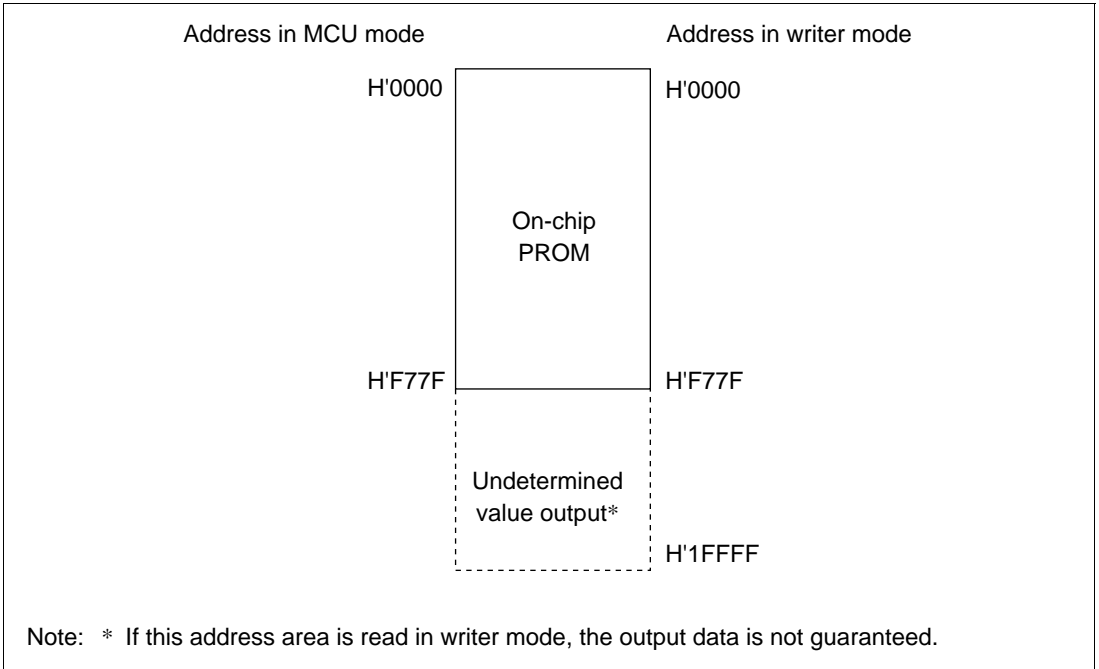 Address in MCU mode Address in writer mode
H'0000 H'0000
On-chip
PROM
H'F77F H'F77F
Undetermined
value output*
H'1FFFF
Note: * If this address area is read in writer mode, the output data is not guaranteed.